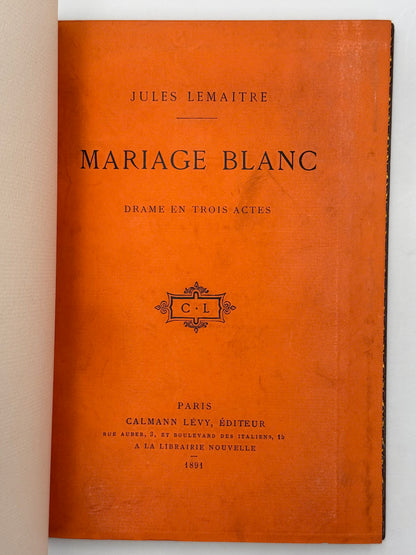 JULES LEMAITRE
MARIAGE BLANC
DRAME EN TROIS ACTES
C · L
PARIS
CALMANN LÉVY, ÉDITEUR
RUE AUBER, 3, ET BOULEVARD DES ITALIENS, 15
A LA LIBRAIRIE NOUVELLE
1891